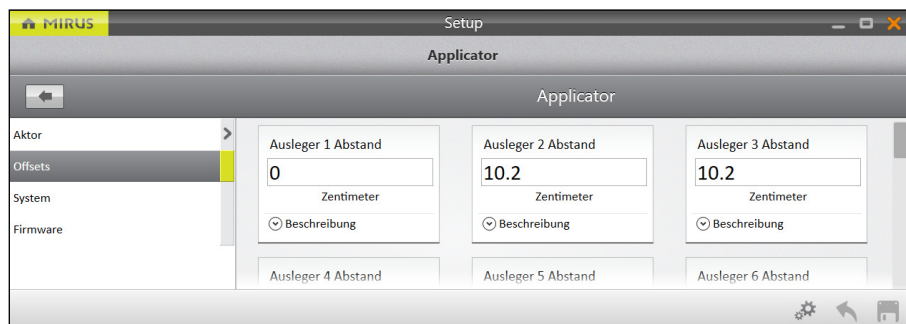 MIRUS Setup
Applicator
Applicator
Aktor
Offsets
System
Firmware
Ausleger 1 Abstand
0
Zentimeter
Beschreibung
Ausleger 2 Abstand
10.2
Zentimeter
Beschreibung
Ausleger 3 Abstand
10.2
Zentimeter
Beschreibung
Ausleger 4 Abstand
Ausleger 5 Abstand
Ausleger 6 Abstand